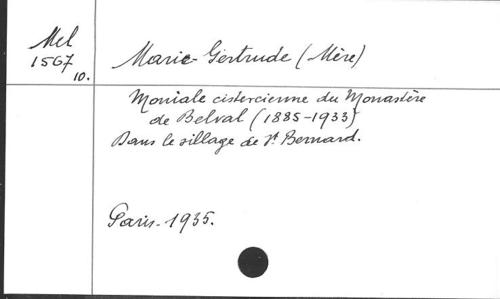 Mel
1567
10.
Marie-Gertrude (Mère)
Moniale cistercienne du Monastère
de Belval (1885-1933)
Dans le sillage de St Bernard.
Paris-1935.